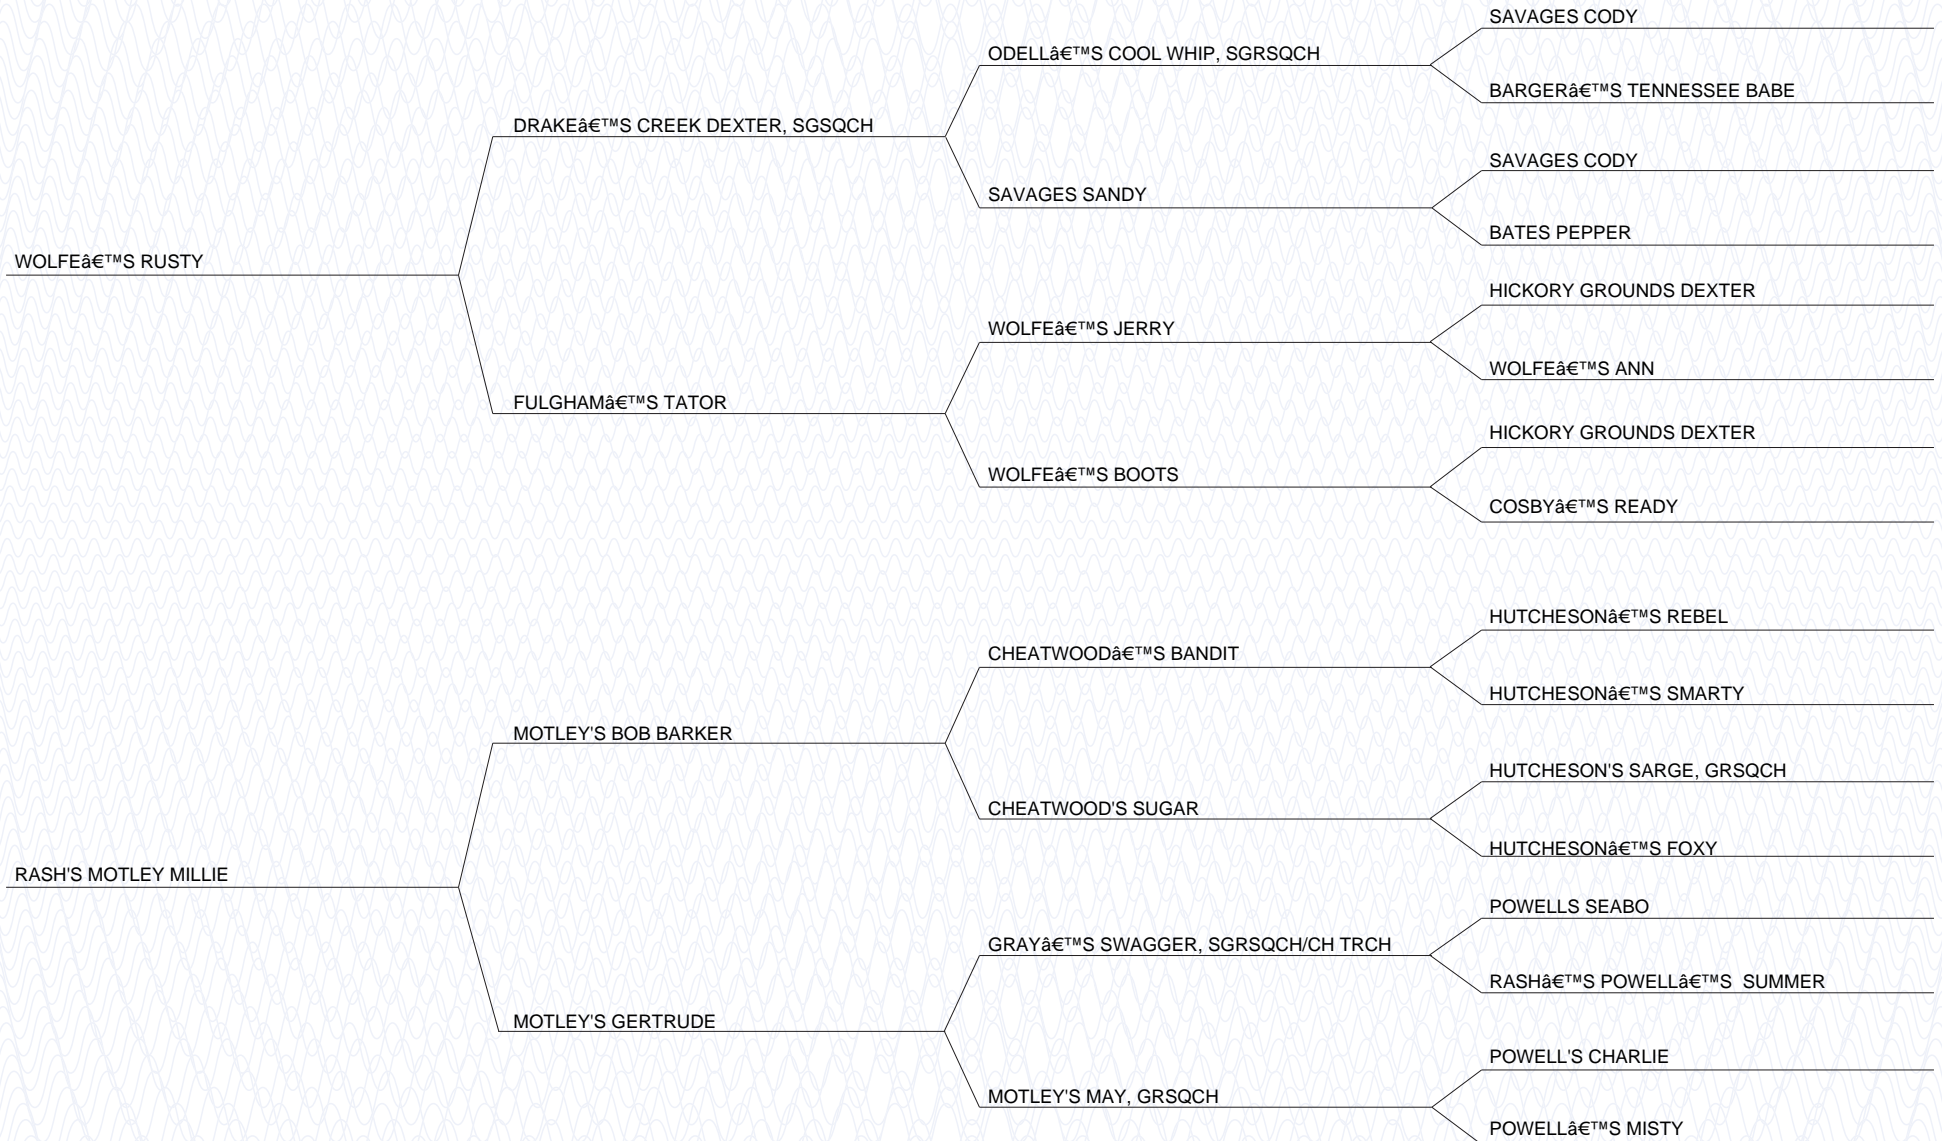 SAVAGES CODY
ODELLâ€™S COOL WHIP, SGRSQCH
BARGERâ€™S TENNESSEE BABE
DRAKEâ€™S CREEK DEXTER, SGSQCH
SAVAGES CODY
SAVAGES SANDY
BATES PEPPER
WOLFEâ€™S RUSTY
HICKORY GROUNDS DEXTER
WOLFEâ€™S JERRY
WOLFEâ€™S ANN
FULGHAMâ€™S TATOR
HICKORY GROUNDS DEXTER
WOLFEâ€™S BOOTS
COSBYâ€™S READY
HUTCHESONâ€™S REBEL
CHEATWOODâ€™S BANDIT
HUTCHESONâ€™S SMARTY
MOTLEY'S BOB BARKER
HUTCHESON'S SARGE, GRSQCH
CHEATWOOD'S SUGAR
HUTCHESONâ€™S FOXY
RASH'S MOTLEY MILLIE
POWELLS SEABO
GRAYâ€™S SWAGGER, SGRSQCH/CH TRCH
RASHâ€™S POWELLâ€™S  SUMMER
MOTLEY'S GERTRUDE
POWELL'S CHARLIE
MOTLEY'S MAY, GRSQCH
POWELLâ€™S MISTY